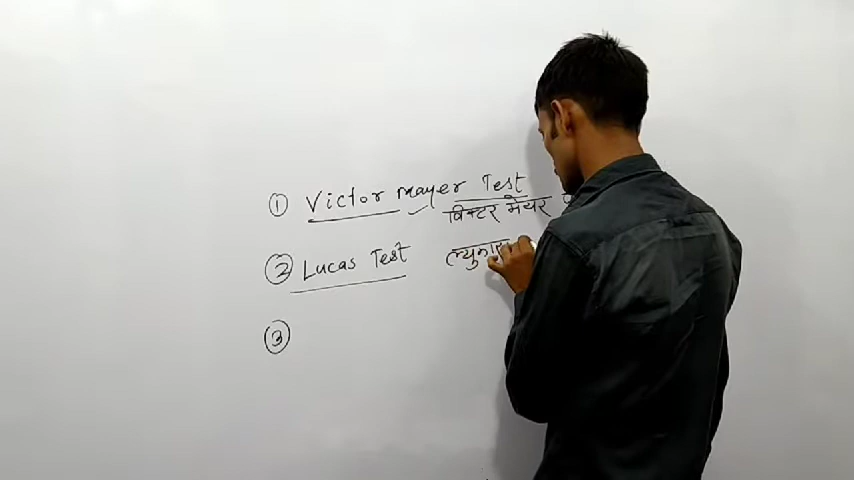 ① Victor mayer Test
विक्टर मेयर
② Lucas Test ल्युका
③